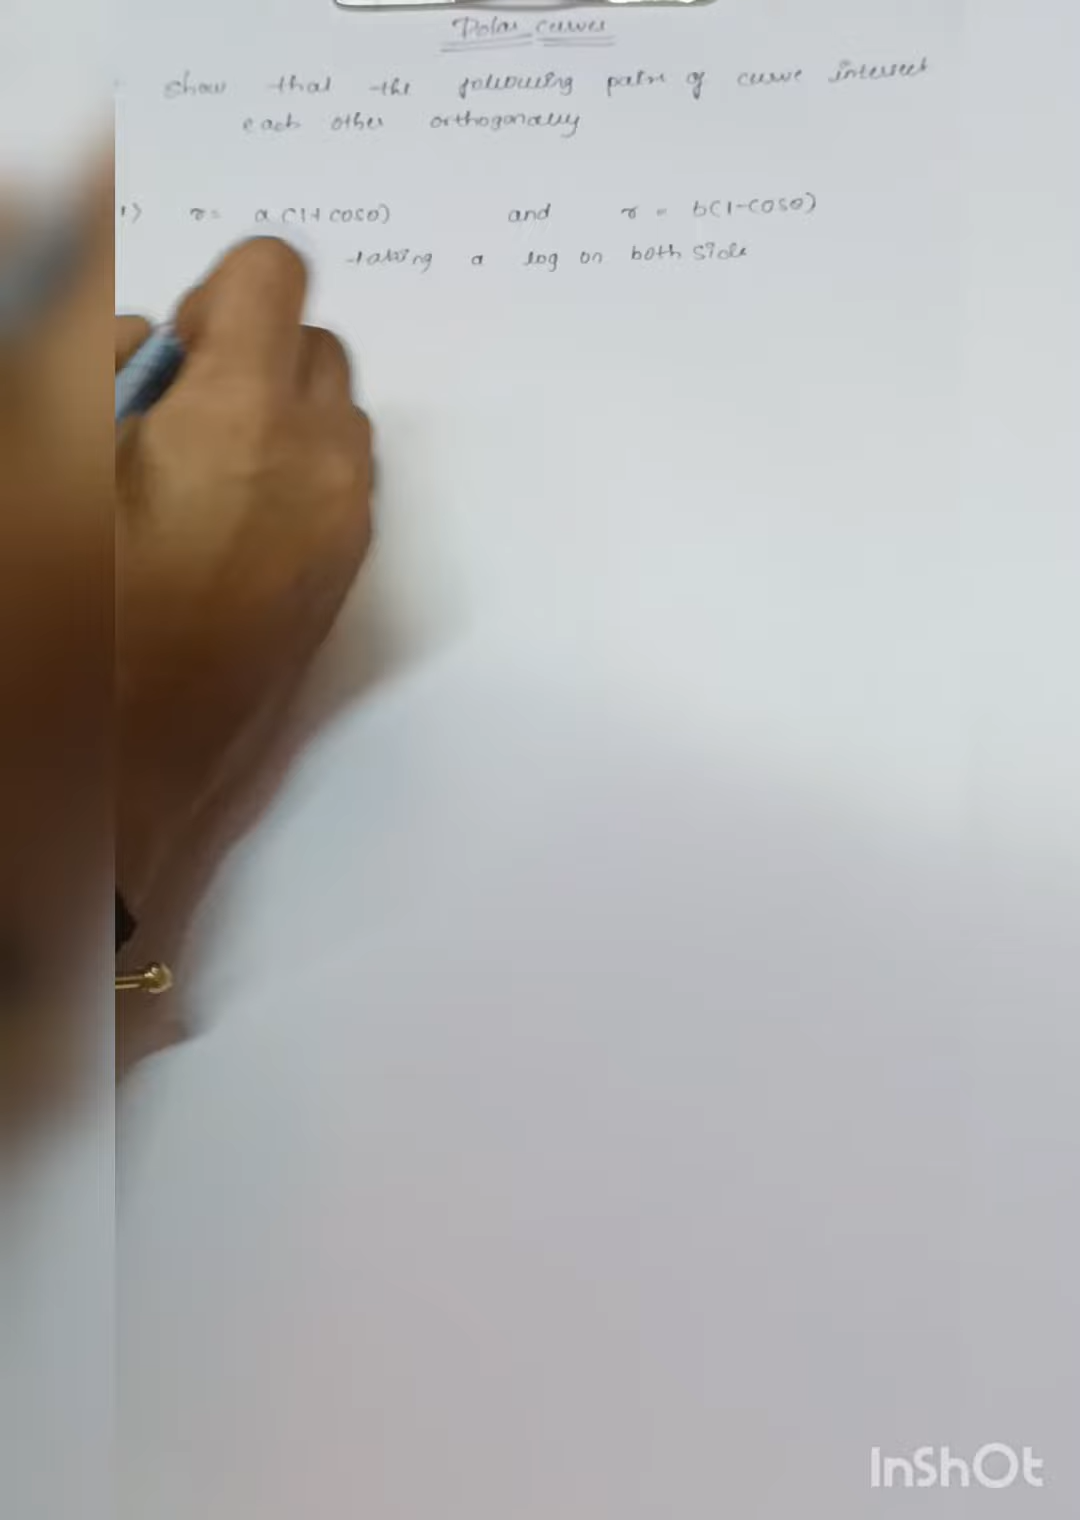 Polar curves
show that the following pairs of curve intersect
each other orthogonally
1) r = a (1+cosθ) and r = b(1-cosθ)
taking a log on both side
InShOt